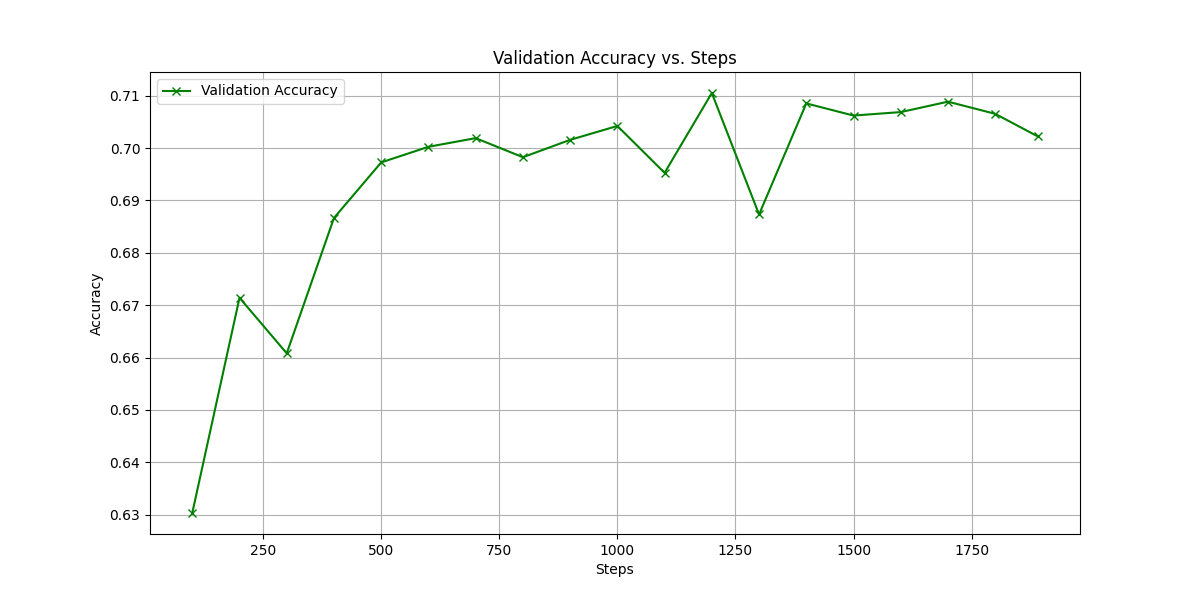 Validation Accuracy vs. Steps
Validation Accuracy
0.71
0.70
0.69
0.68
0.67
0.66
0.65
0.64
0.63
Accuracy
250 500 750 1000 1250 1500 1750
Steps